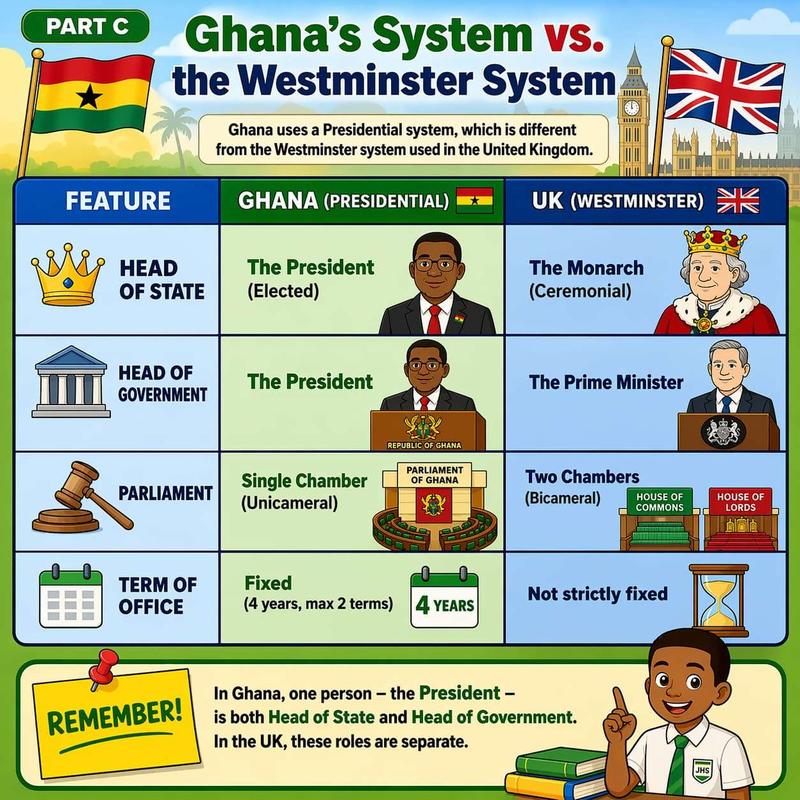 PART C
Ghana's System vs.
the Westminster System
Ghana uses a Presidential system, which is different
from the Westminster system used in the United Kingdom.
FEATURE
GHANA (PRESIDENTIAL)
UK (WESTMINSTER)
HEAD
OF STATE
The President
(Elected)
The Monarch
(Ceremonial)
HEAD OF
GOVERNMENT
The President
REPUBLIC OF GHANA
The Prime Minister
PARLIAMENT
Single Chamber
(Unicameral)
PARLIAMENT
OF GHANA
Two Chambers
(Bicameral)
HOUSE OF
COMMONS
HOUSE OF
LORDS
TERM OF
OFFICE
Fixed
(4 years, max 2 terms)
4 YEARS
Not strictly fixed
REMEMBER!
In Ghana, one person – the President –
is both Head of State and Head of Government.
In the UK, these roles are separate.
JHS